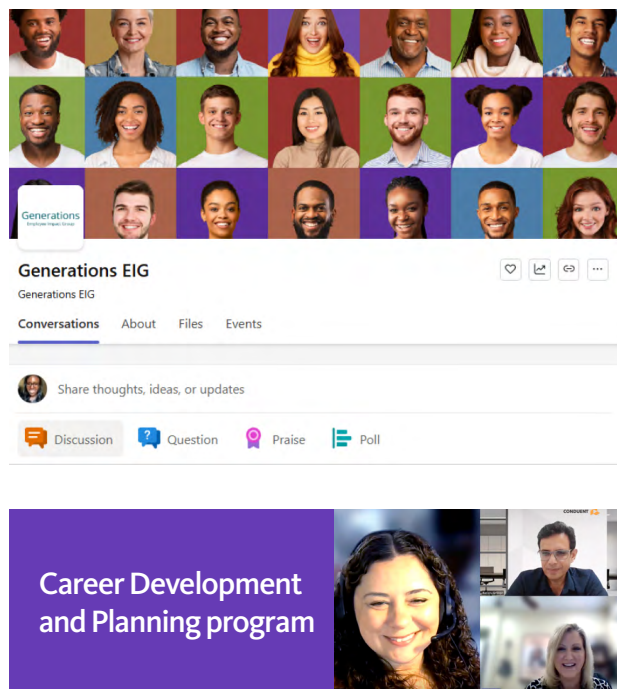 Generations
Employee Impact Group
Generations EIG
Generations EIG
Conversations About Files Events
Share thoughts, ideas, or updates
Discussion Question Praise Poll
CONDUENT
Career Development
and Planning program